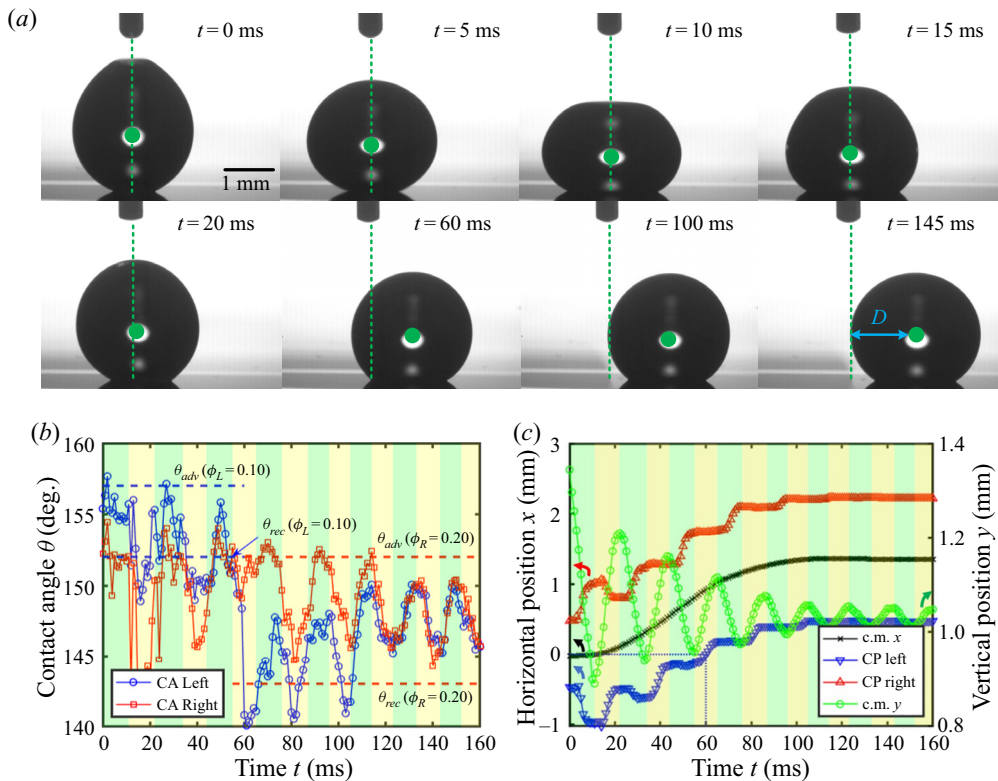 (a)
t = 0 ms
t = 5 ms
t = 10 ms
t = 15 ms
1 mm
t = 20 ms
t = 60 ms
t = 100 ms
t = 145 ms
D
(b)
160
155
150
145
140
Contact angle θ (deg.)
θadv (ϕL = 0.10)
θrec (ϕL = 0.10)
θadv (ϕR = 0.20)
θrec (ϕR = 0.20)
CA Left
CA Right
0 20 40 60 80 100 120 140 160
Time t (ms)
(c)
3
2
1
0
−1
Horizontal position x (mm)
c.m. x
CP left
CP right
c.m. y
1.4
1.2
1.0
0.8
Vertical position y (mm)
0 20 40 60 80 100 120 140 160
Time t (ms)